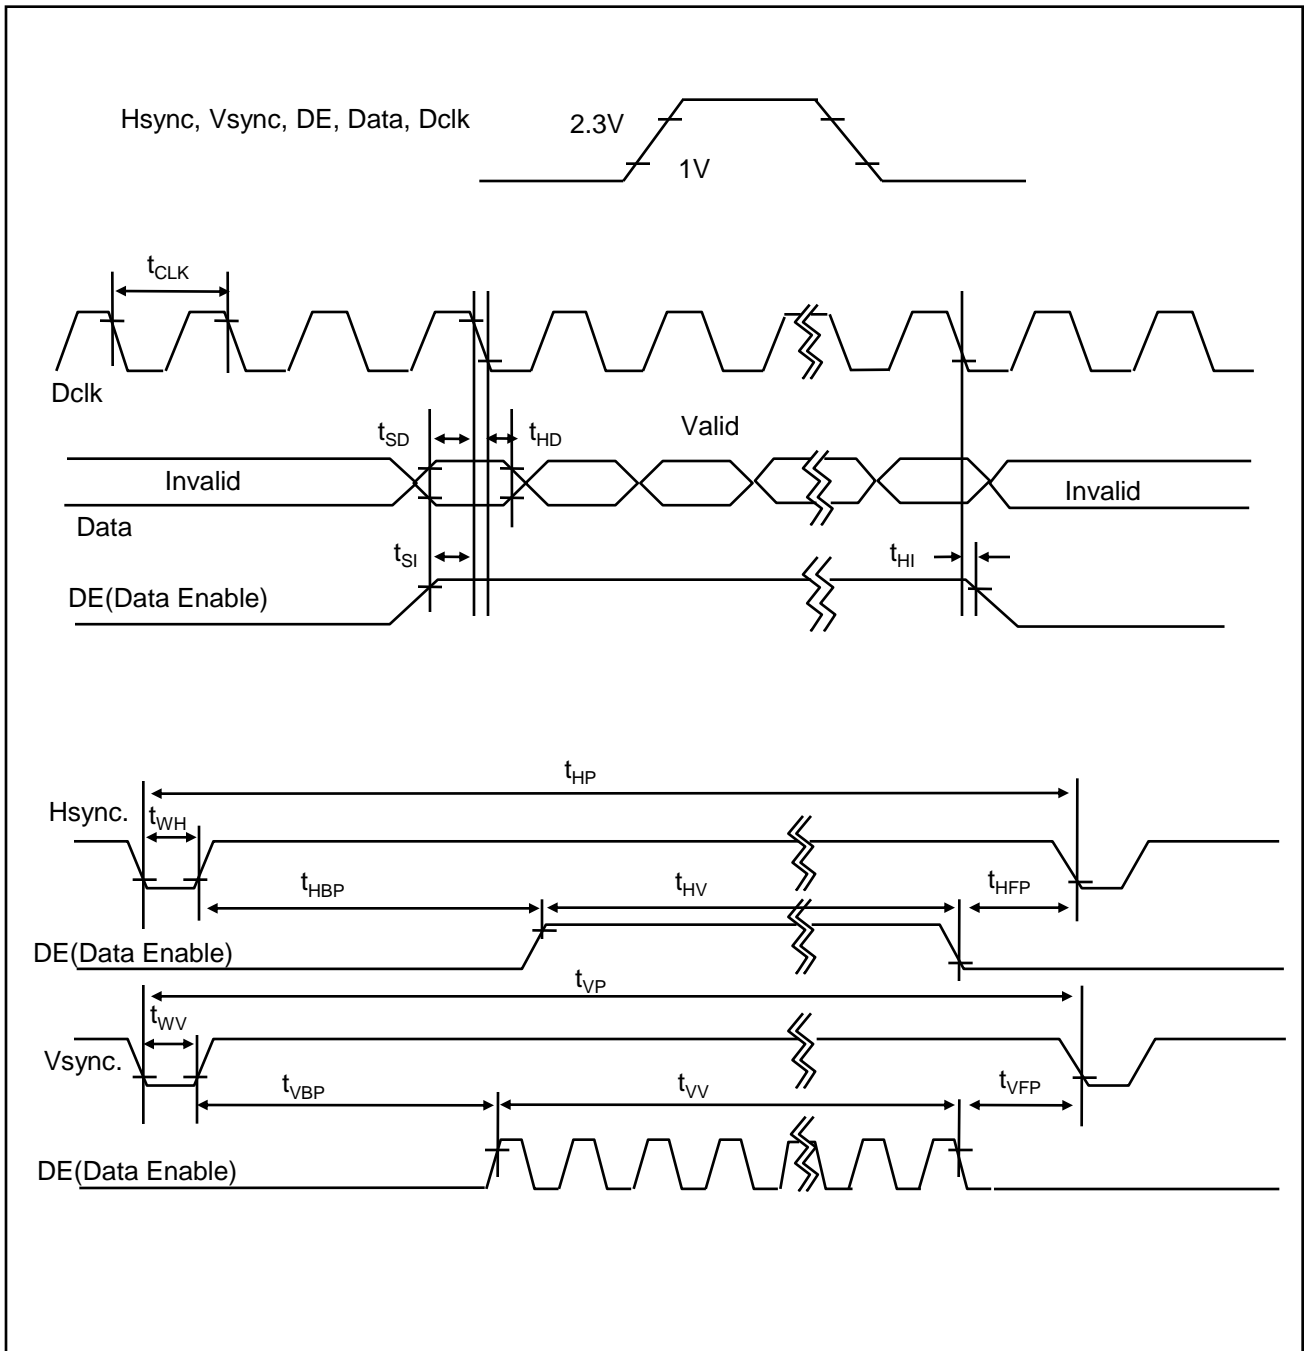 Hsync, Vsync, DE, Data, Dclk
2.3V
1V
tCLK
Dclk
tSD
tHD
Valid
Invalid
Invalid
Data
tSI
tHI
DE(Data Enable)
tHP
Hsync.
tWH
tHBP
tHV
tHFP
DE(Data Enable)
tVP
tWV
Vsync.
tVBP
tVV
tVFP
DE(Data Enable)